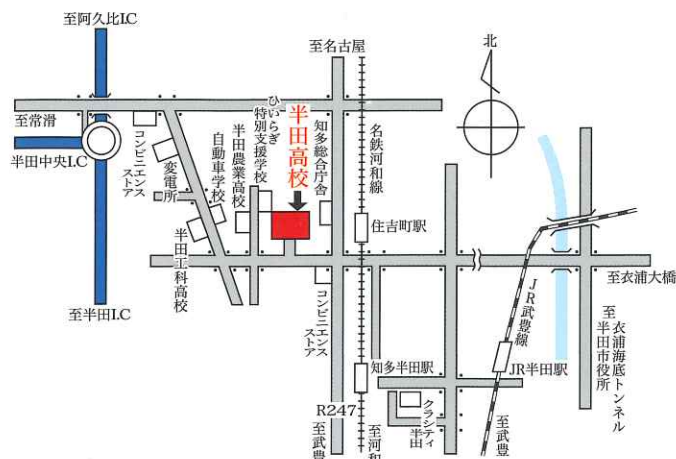 至阿久比I.C
至名古屋
北
至常滑
半田中央I.C
コンビニエンス
ストア
変電所
自動車学校
半田農業高校
ひいらぎ
特別支援学校
半田高校
知多総合庁舎
名鉄河和線
住吉町駅
半田工科高校
至半田I.C
コンビニエンス
ストア
至衣浦大橋
JR武豊線
至
衣浦海底トンネル
半田市役所
知多半田駅
JR半田駅
クラシティ
半田
R247
至武豊
至河和
至武豊